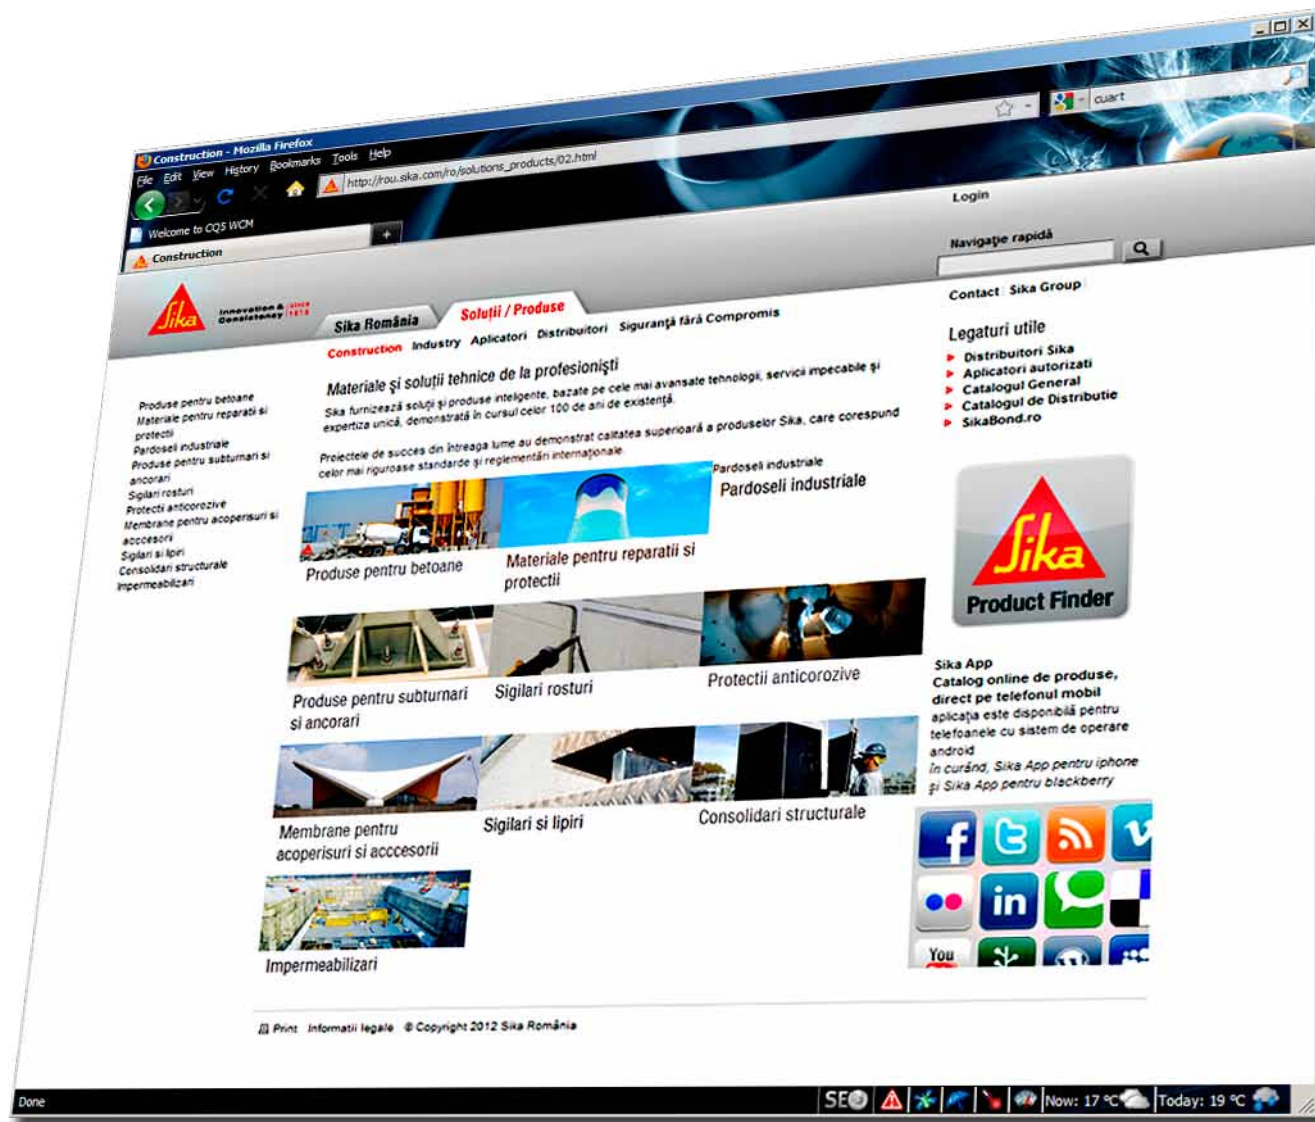 Construction - Mozilla Firefox
File Edit View History Bookmarks Tools Help
http://rou.sika.com/ro/solutions_products/02.html
cuart
Welcome to CQ5 WCM
Construction
Login
Navigaţie rapidă
Sika
Innovation & Consistency
since 1910
Sika România
Soluţii / Produse
Contact
Sika Group
Construction Industry Aplicatori Distribuitori Siguranţă fără Compromis
Produse pentru betoane
Materiale pentru reparatii si
protectii
Pardoseli industriale
Produse pentru subturnari si
ancorari
Sigilari rosturi
Protectii anticorozive
Membrane pentru acoperisuri si
acccesorii
Sigilari si lipiri
Consolidari structurale
Impermeabilizari
Materiale şi soluţii tehnice de la profesionişti
Sika furnizează soluţii şi produse inteligente, bazate pe cele mai avansate tehnologii, servicii impecabile şi
expertiza unică, demonstrată în cursul celor 100 de ani de existenţă.
Proiectele de succes din întreaga lume au demonstrat calitatea superioară a produselor Sika, care corespund
celor mai riguroase standarde şi reglementări internaţionale.
Produse pentru betoane
Materiale pentru reparatii si
protectii
Pardoseli industriale
Pardoseli industriale
Produse pentru subturnari
si ancorari
Sigilari rosturi
Protectii anticorozive
Membrane pentru
acoperisuri si acccesorii
Sigilari si lipiri
Consolidari structurale
Impermeabilizari
Legaturi utile
Distribuitori Sika
Aplicatori autorizati
Catalogul General
Catalogul de Distributie
SikaBond.ro
Sika
Product Finder
Sika App
Catalog online de produse,
direct pe telefonul mobil
aplicaţia este disponibilă pentru
telefoanele cu sistem de operare
android
în curând, Sika App pentru iphone
şi Sika App pentru blackberry
in
You
Print Informatii legale © Copyright 2012 Sika România
Done
SEO
Now: 17 °C
Today: 19 °C